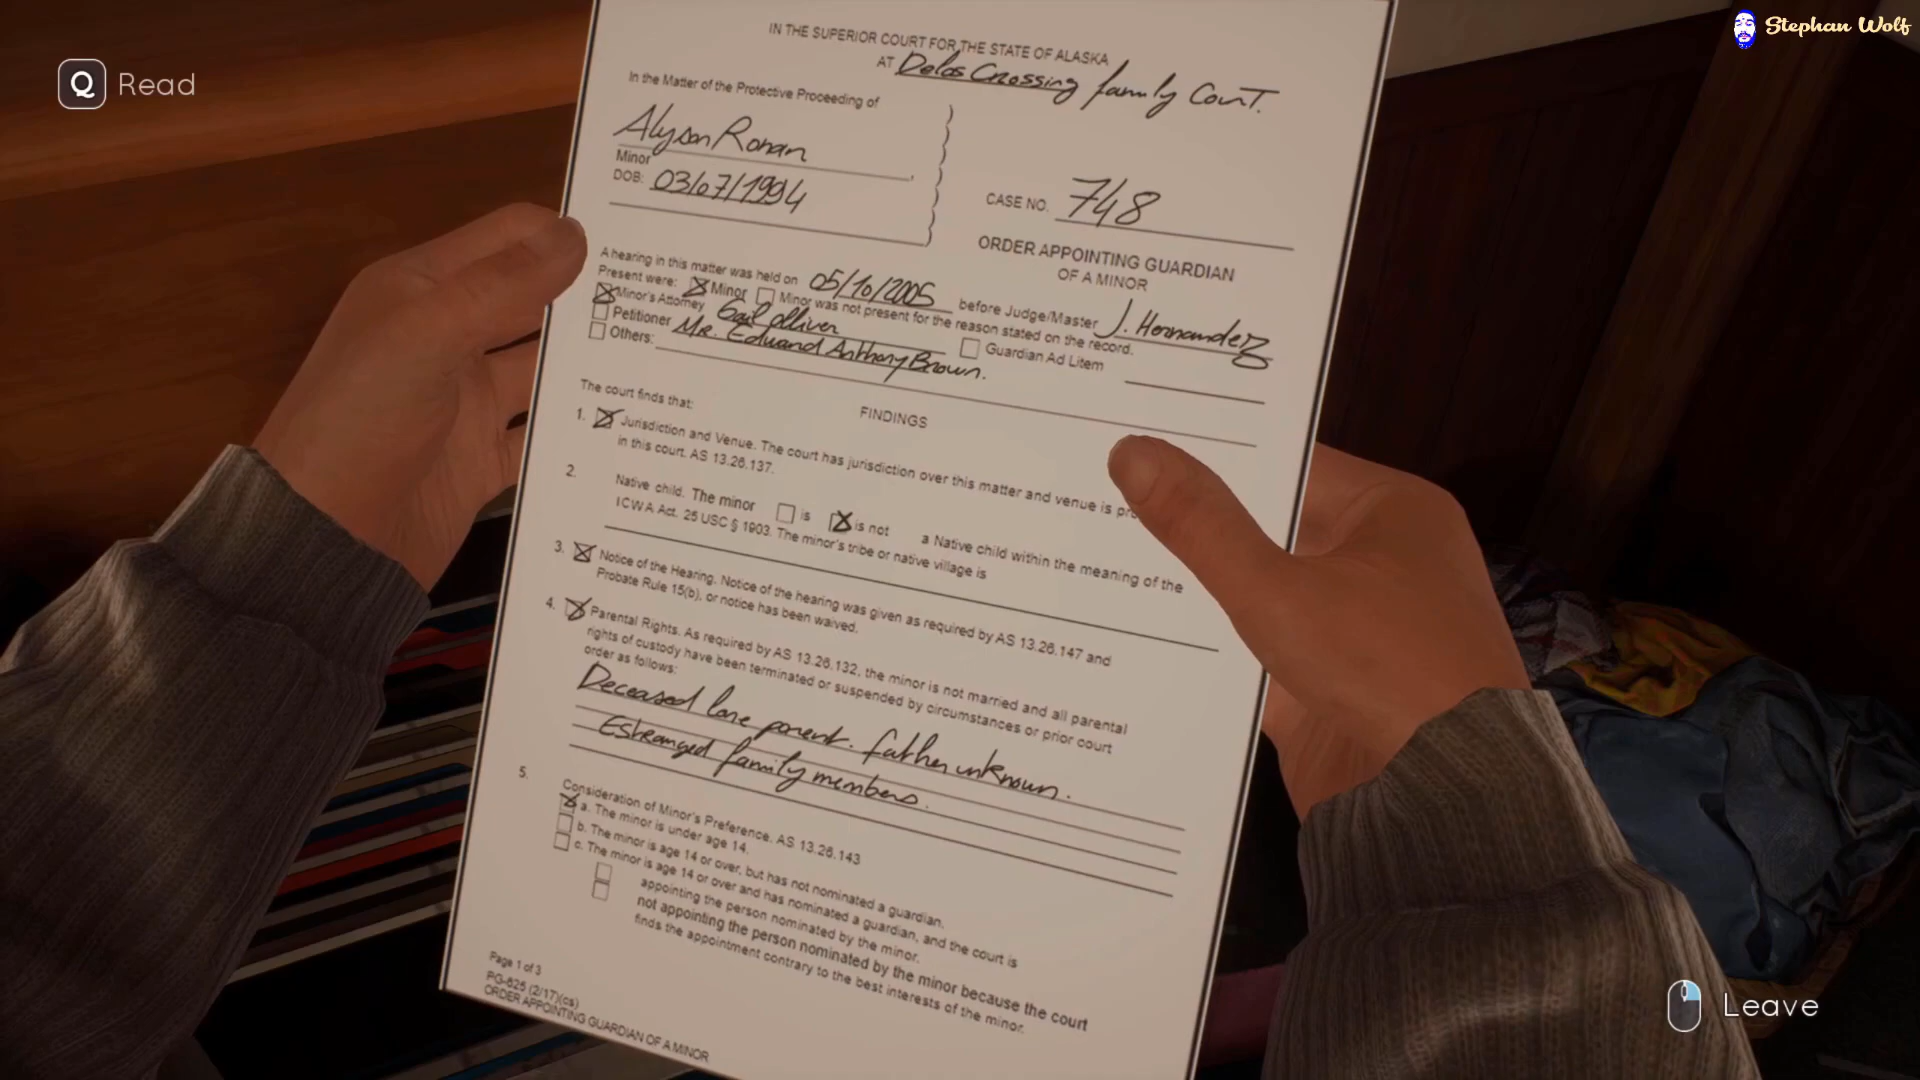 Stephan Wolf
Q Read
IN THE SUPERIOR COURT FOR THE STATE OF ALASKA
AT Delos Crossing family Court.
In the Matter of the Protective Proceeding of
Alyson Ronan
Minor
DOB: 03/07/1994
CASE NO. 748
ORDER APPOINTING GUARDIAN
OF A MINOR
A hearing in this matter was held on 05/10/2005 before Judge/Master J. Hernandez
Present were: Minor Minor was not present for the reason stated on the record.
Minor's Attorney Gail Olliver Guardian Ad Litem
Petitioner Mr. Edward Anthony Brown.
Others:
FINDINGS
The court finds that:
1. Jurisdiction and Venue. The court has jurisdiction over this matter and venue is pro
in this court. AS 13.26.137.
2. Native child. The minor is is not a Native child within the meaning of the
ICWA Act. 25 USC § 1903. The minor's tribe or native village is
3. Notice of the Hearing. Notice of the hearing was given as required by AS 13.26.147 and
Probate Rule 15(b), or notice has been waived.
4. Parental Rights. As required by AS 13.26.132, the minor is not married and all parental
rights of custody have been terminated or suspended by circumstances or prior court
order as follows:
Deceased lone parent. father unknown.
Estranged family members.
5. Consideration of Minor's Preference. AS 13.26.143
a. The minor is under age 14.
b. The minor is age 14 or over, but has not nominated a guardian.
c. The minor is age 14 or over and has nominated a guardian, and the court is
appointing the person nominated by the minor.
not appointing the person nominated by the minor because the court
finds the appointment contrary to the best interests of the minor.
Page 1 of 3
PG-625 (2/17)(cs)
ORDER APPOINTING GUARDIAN OF A MINOR
Leave